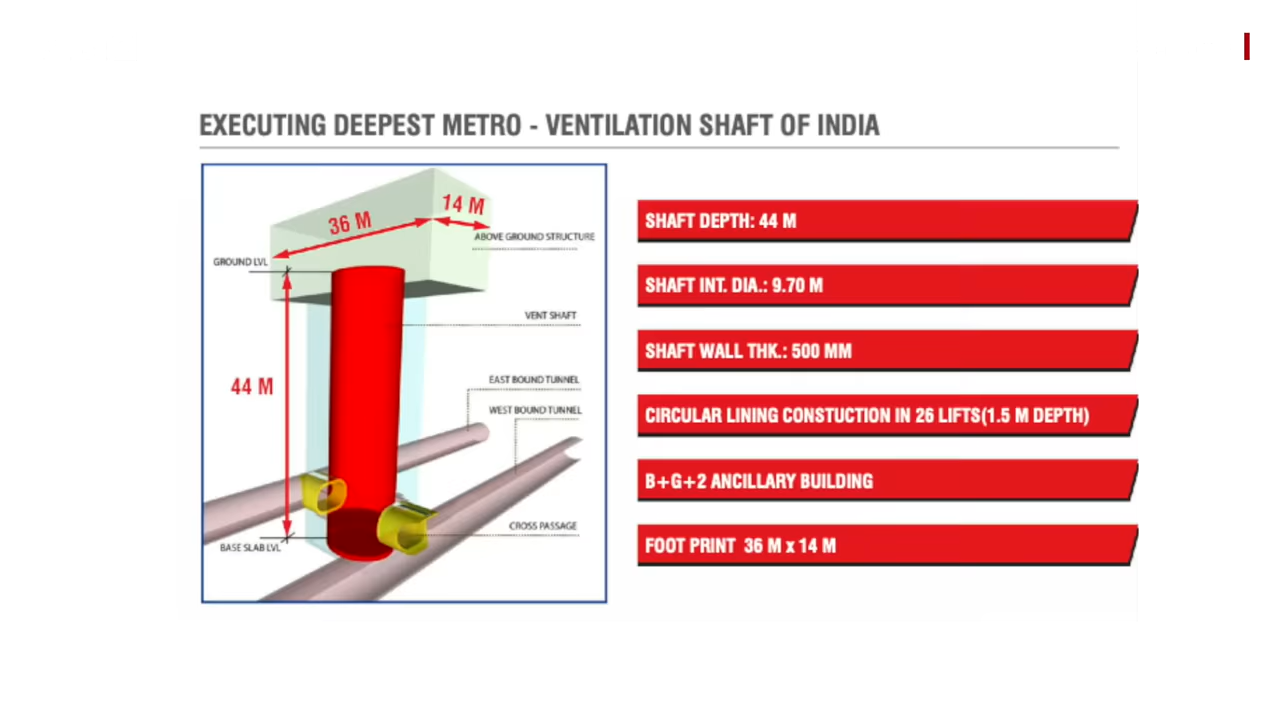 EXECUTING DEEPEST METRO - VENTILATION SHAFT OF INDIA
36 M
14 M
ABOVE GROUND STRUCTURE
GROUND LVL
VENT SHAFT
44 M
EAST BOUND TUNNEL
WEST BOUND TUNNEL
CROSS PASSAGE
BASE SLAB LVL
SHAFT DEPTH: 44 M
SHAFT INT. DIA.: 9.70 M
SHAFT WALL THK.: 500 MM
CIRCULAR LINING CONSTUCTION IN 26 LIFTS(1.5 M DEPTH)
B+G+2 ANCILLARY BUILDING
FOOT PRINT 36 M x 14 M